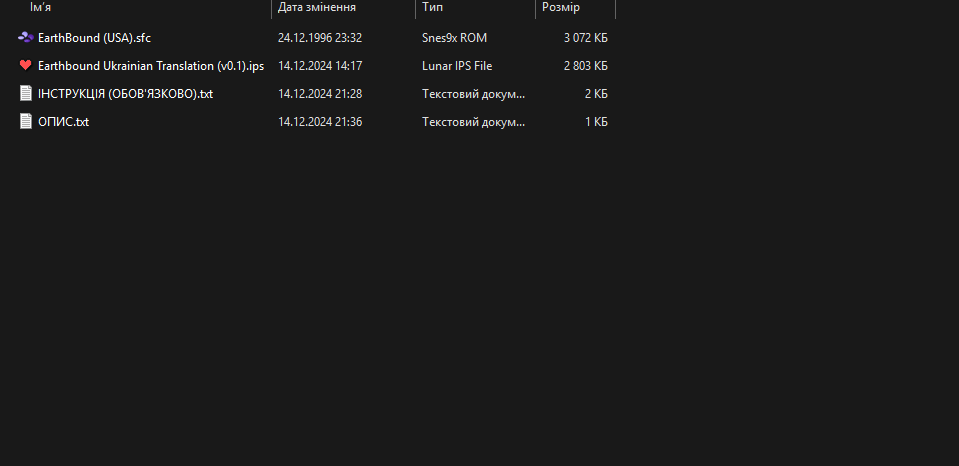 Ім'я Дата змінення Тип Розмір
EarthBound (USA).sfc 24.12.1996 23:32 Snes9x ROM 3 072 КБ
Earthbound Ukrainian Translation (v0.1).ips 14.12.2024 14:17 Lunar IPS File 2 803 КБ
ІНСТРУКЦІЯ (ОБОВ'ЯЗКОВО).txt 14.12.2024 21:28 Текстовий докум... 2 КБ
ОПИС.txt 14.12.2024 21:36 Текстовий докум... 1 КБ